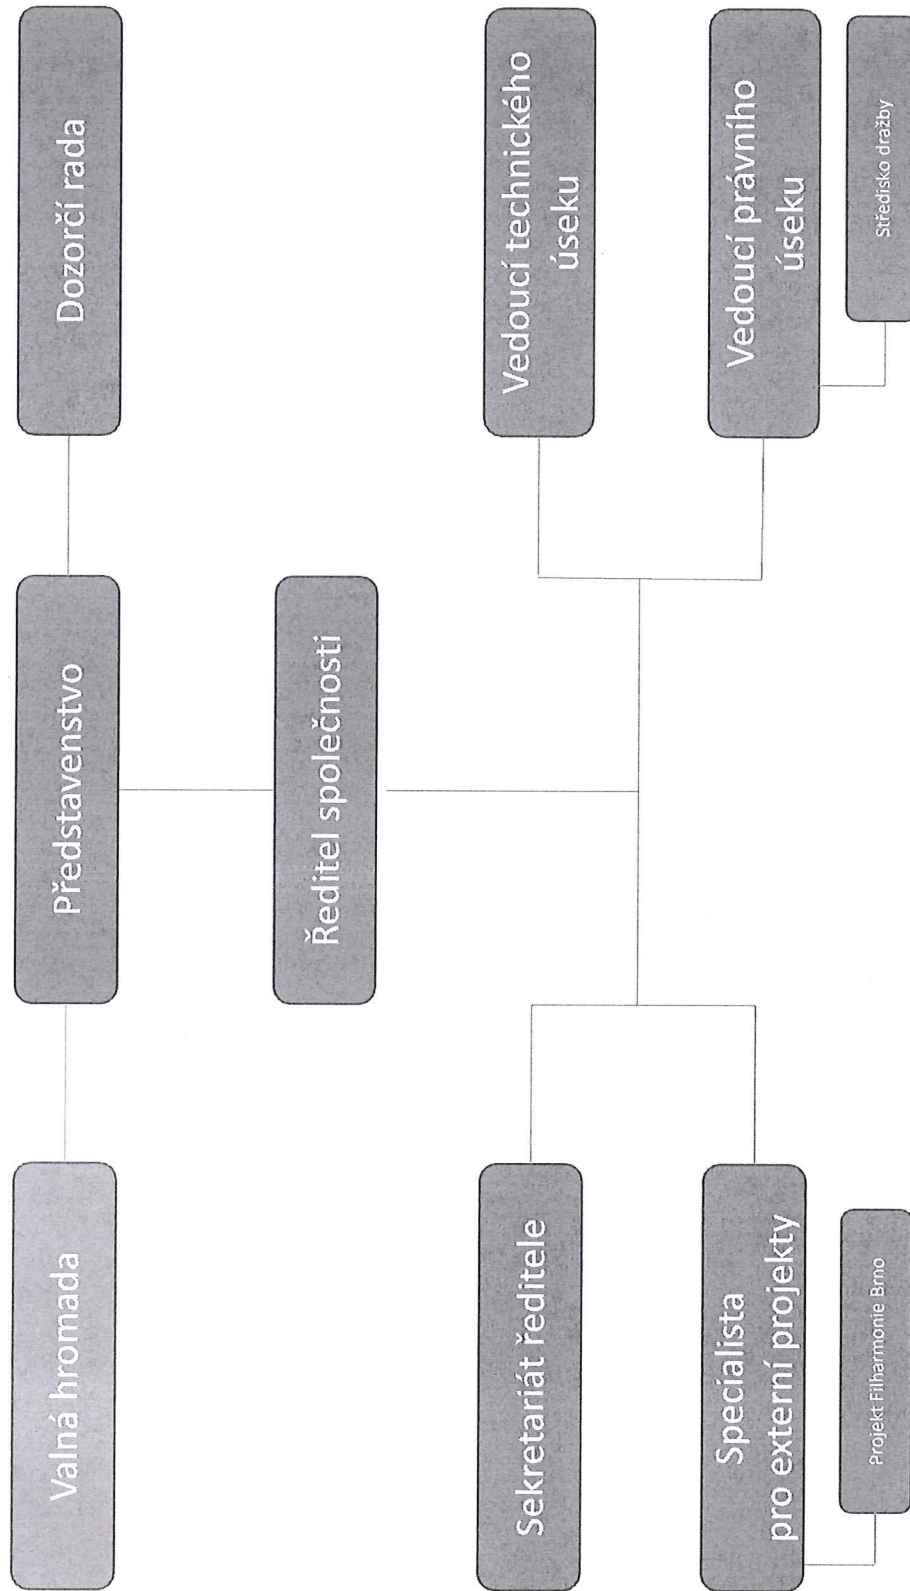 Valná hromada
Představenstvo
Dozorčí rada
Ředitel společnosti
Sekretariát ředitele
Vedoucí technického
úseku
Specialista
pro externí projekty
Vedoucí právního
úseku
Projekt Filharmonie Brno
Středisko dražby